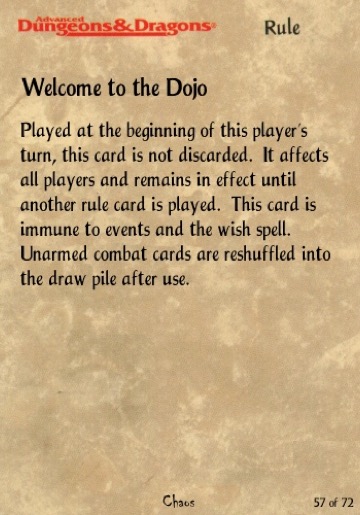 Advanced
Dungeons&Dragons®
Rule
Welcome to the Dojo
Played at the beginning of this player's
turn, this card is not discarded. It affects
all players and remains in effect until
another rule card is played. This card is
immune to events and the wish spell.
Unarmed combat cards are reshuffled into
the draw pile after use.
Chaos
57 of 72